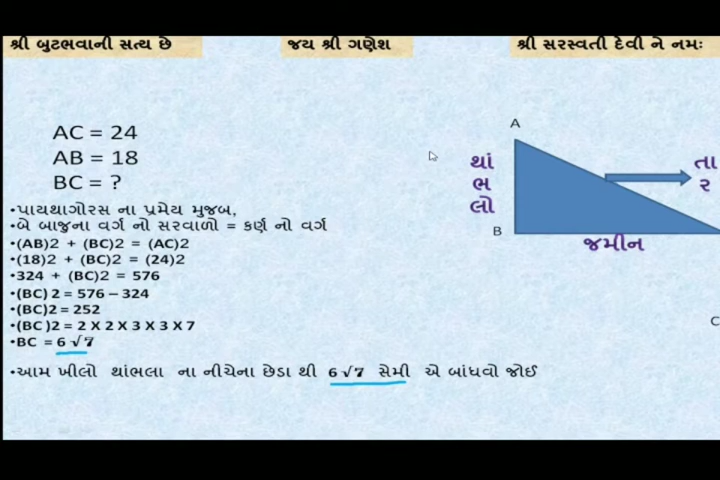 શ્રી બુટભવાની સત્ય છે
જય શ્રી ગણેશ
શ્રી સરસ્વતી દેવી ને નમઃ
AC = 24
AB = 18
BC = ?
•પાયથાગોરસ ના પ્રમેય મુજબ,
•બે બાજુના વર્ગ નો સરવાળો = કર્ણ નો વર્ગ
•(AB)2 + (BC)2 = (AC)2
•(18)2 + (BC)2 = (24)2
•324 + (BC)2 = 576
•(BC) 2 = 576 – 324
•(BC)2 = 252
•(BC )2 = 2 X 2 X 3 X 3 X 7
•BC = 6 √7
•આમ ખીલો થાંભલા ના નીચેના છેડા થી 6 √7 સેમી એ બાંધવો જોઈ
A
થાં
ભ
લો
તા
ર
B
જમીન
C